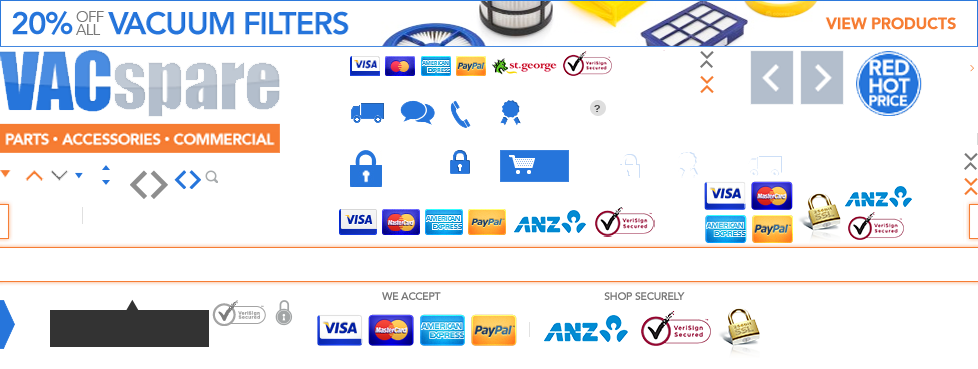 20% OFF ALL VACUUM FILTERS
VIEW PRODUCTS
VACspare
PARTS • ACCESSORIES • COMMERCIAL
VISA MasterCard AMERICAN EXPRESS PayPal st.george VeriSign Secured
RED HOT PRICE
?
VISA MasterCard
AMERICAN EXPRESS PayPal
ANZ
VeriSign Secured
VISA MasterCard AMERICAN EXPRESS PayPal ANZ VeriSign Secured
VeriSign Secured
WE ACCEPT
SHOP SECURELY
VISA MasterCard AMERICAN EXPRESS PayPal
ANZ VeriSign Secured